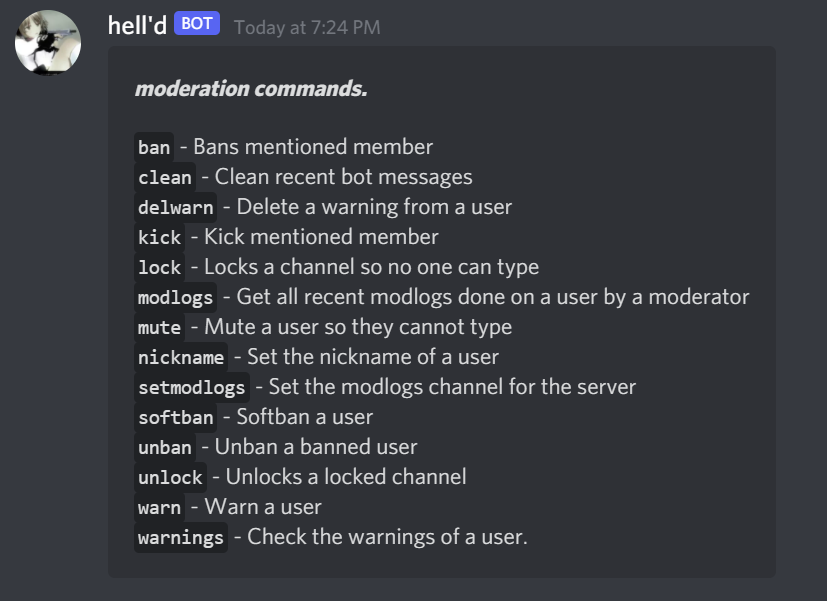 hell'd BOT Today at 7:24 PM
moderation commands.
ban - Bans mentioned member
clean - Clean recent bot messages
delwarn - Delete a warning from a user
kick - Kick mentioned member
lock - Locks a channel so no one can type
modlogs - Get all recent modlogs done on a user by a moderator
mute - Mute a user so they cannot type
nickname - Set the nickname of a user
setmodlogs - Set the modlogs channel for the server
softban - Softban a user
unban - Unban a banned user
unlock - Unlocks a locked channel
warn - Warn a user
warnings - Check the warnings of a user.